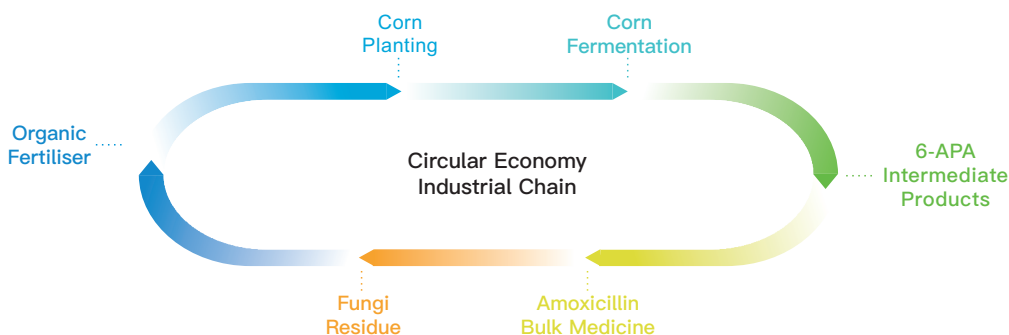 Corn
Planting
Corn
Fermentation
Organic
Fertiliser
Circular Economy
Industrial Chain
6-APA
Intermediate
Products
Fungi
Residue
Amoxicillin
Bulk Medicine